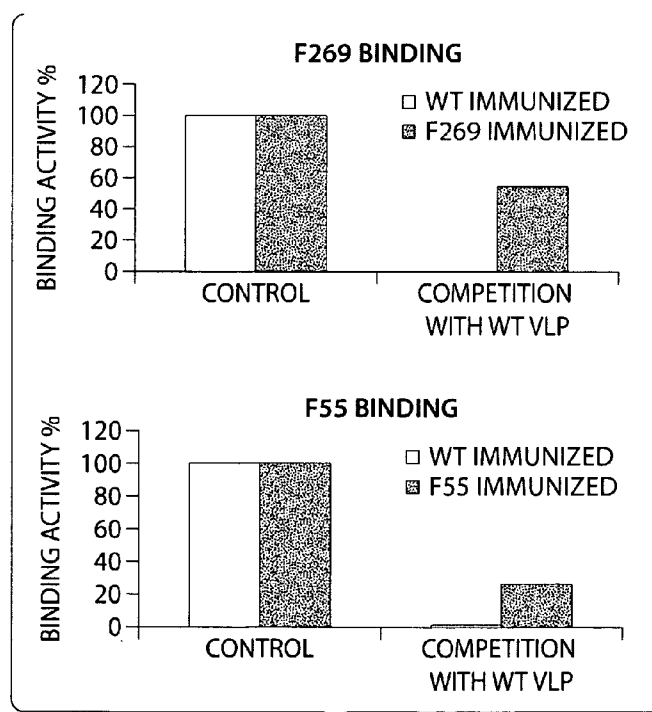 F269 BINDING
BINDING ACTIVITY %
120
100
80
60
40
20
0
WT IMMUNIZED
F269 IMMUNIZED
CONTROL
COMPETITION
WITH WT VLP
F55 BINDING
BINDING ACTIVITY %
120
100
80
60
40
20
0
WT IMMUNIZED
F55 IMMUNIZED
CONTROL
COMPETITION
WITH WT VLP